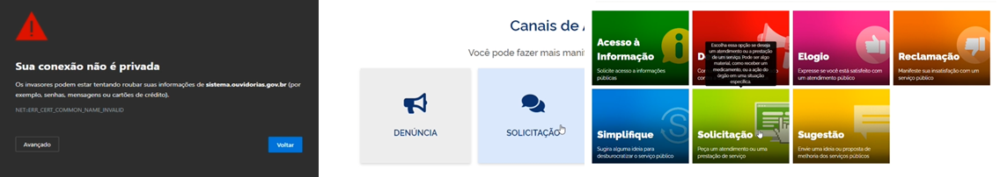 Sua conexão não é privada
Os invasores podem estar tentando roubar suas informações de sistema.ouvidorias.gov.br (por
exemplo, senhas, mensagens ou cartões de crédito).
NET::ERR_CERT_COMMON_NAME_INVALID
Avançado
Voltar
Canais de
Você pode fazer mais
DENÚNCIA
SOLICITAÇÃO
Acesso à
Informação
Solicite acesso a informações
públicas
Escolha essa opção se deseja
um atendimento ou a prestação
de um serviço. Pode ser algo
material, como receber um
medicamento, ou a ação do
órgão em uma situação
específica.
Elogio
Expresse se você está satisfeito com
um atendimento público
Reclamação
Manifeste sua insatisfação com um
serviço público
Simplifique
Sugira alguma ideia para
desburocratizar o serviço público
Solicitação
Peça um atendimento ou uma
prestação de serviço
Sugestão
Envie uma ideia ou proposta de
melhoria dos serviços públicos